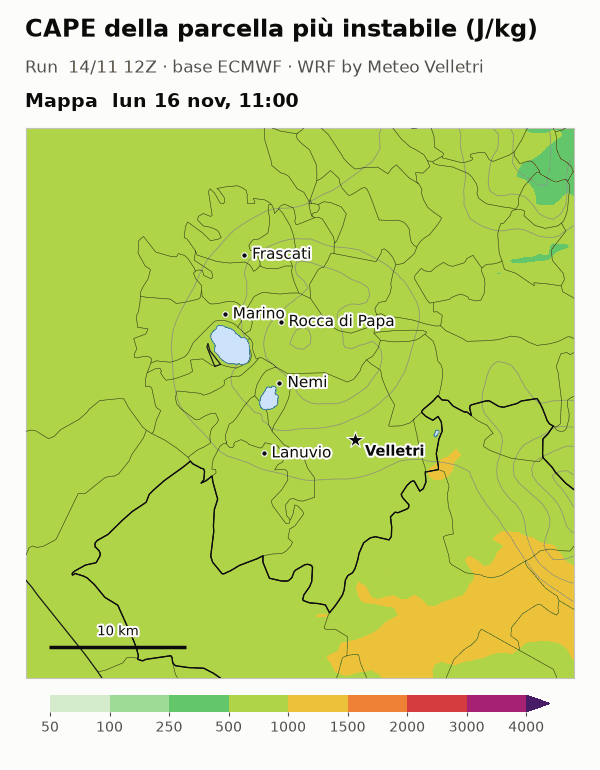 CAPE della parcella più instabile (J/kg)
Run  14/11 12Z · base ECMWF · WRF by Meteo Velletri
Mappa  lun 16 nov, 11:00
Frascati
Marino
Rocca di Papa
Nemi
Velletri
Lanuvio
10 km
50 100 250 500 1000 1500 2000 3000 4000